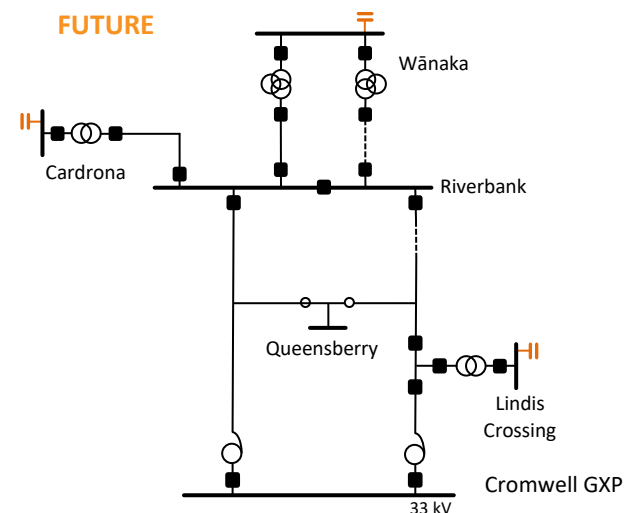 FUTURE
Wānaka
Cardrona
Riverbank
Queensberry
Lindis
Crossing
Cromwell GXP
33 kV